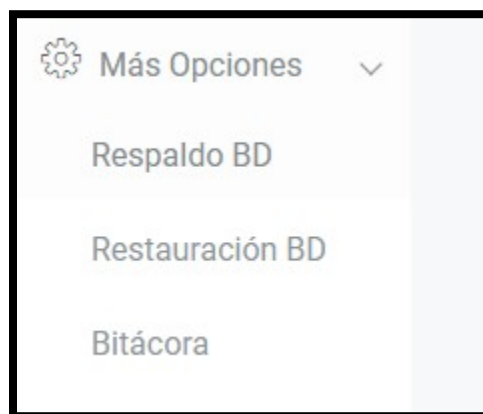 Más Opciones
Respaldo BD
Restauración BD
Bitácora